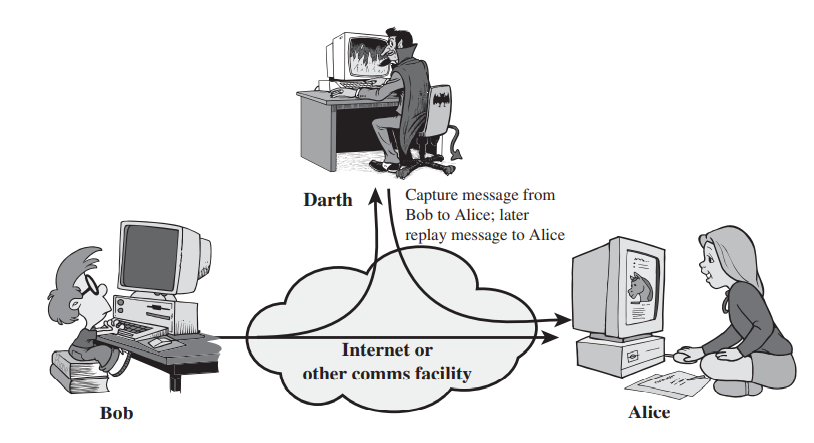 Darth
Capture message from
Bob to Alice; later
replay message to Alice
Internet or
other comms facility
Bob
Alice